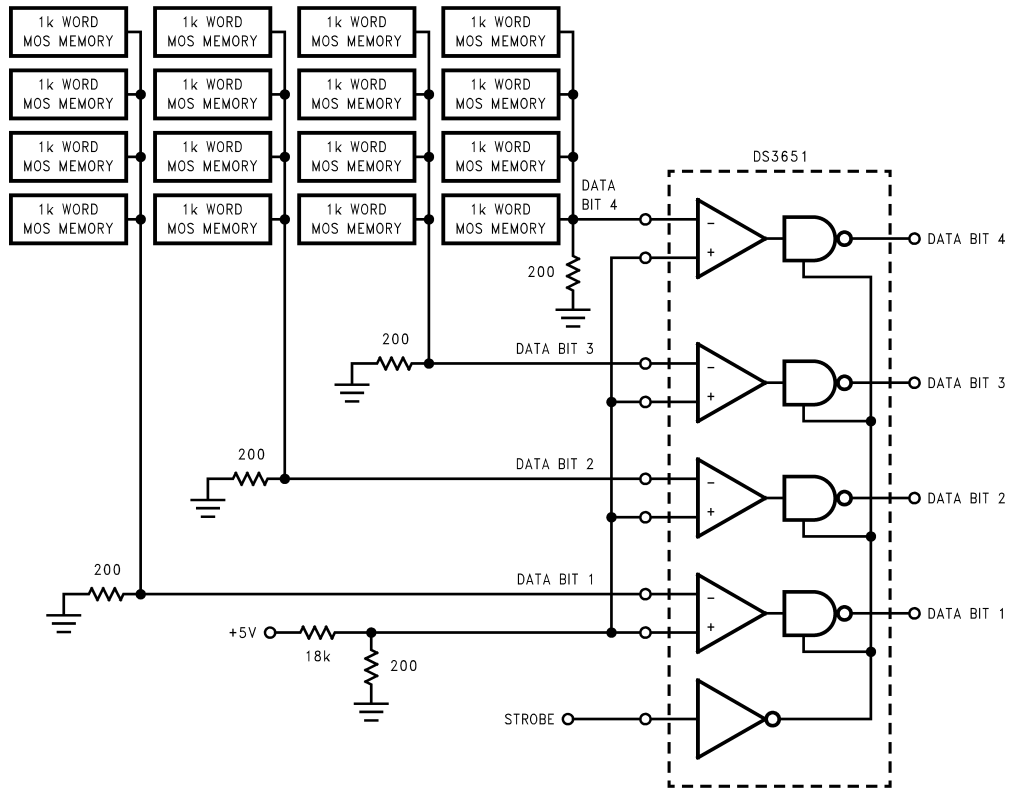 1k WORD
MOS MEMORY
1k WORD
MOS MEMORY
1k WORD
MOS MEMORY
1k WORD
MOS MEMORY
1k WORD
MOS MEMORY
1k WORD
MOS MEMORY
1k WORD
MOS MEMORY
1k WORD
MOS MEMORY
1k WORD
MOS MEMORY
1k WORD
MOS MEMORY
1k WORD
MOS MEMORY
1k WORD
MOS MEMORY
1k WORD
MOS MEMORY
1k WORD
MOS MEMORY
1k WORD
MOS MEMORY
1k WORD
MOS MEMORY
DS3651
DATA
BIT 4
−
+
DATA BIT 4
200
200
DATA BIT 3
−
+
DATA BIT 3
200
DATA BIT 2
−
+
DATA BIT 2
200
DATA BIT 1
−
+
DATA BIT 1
+5V
18k
200
STROBE